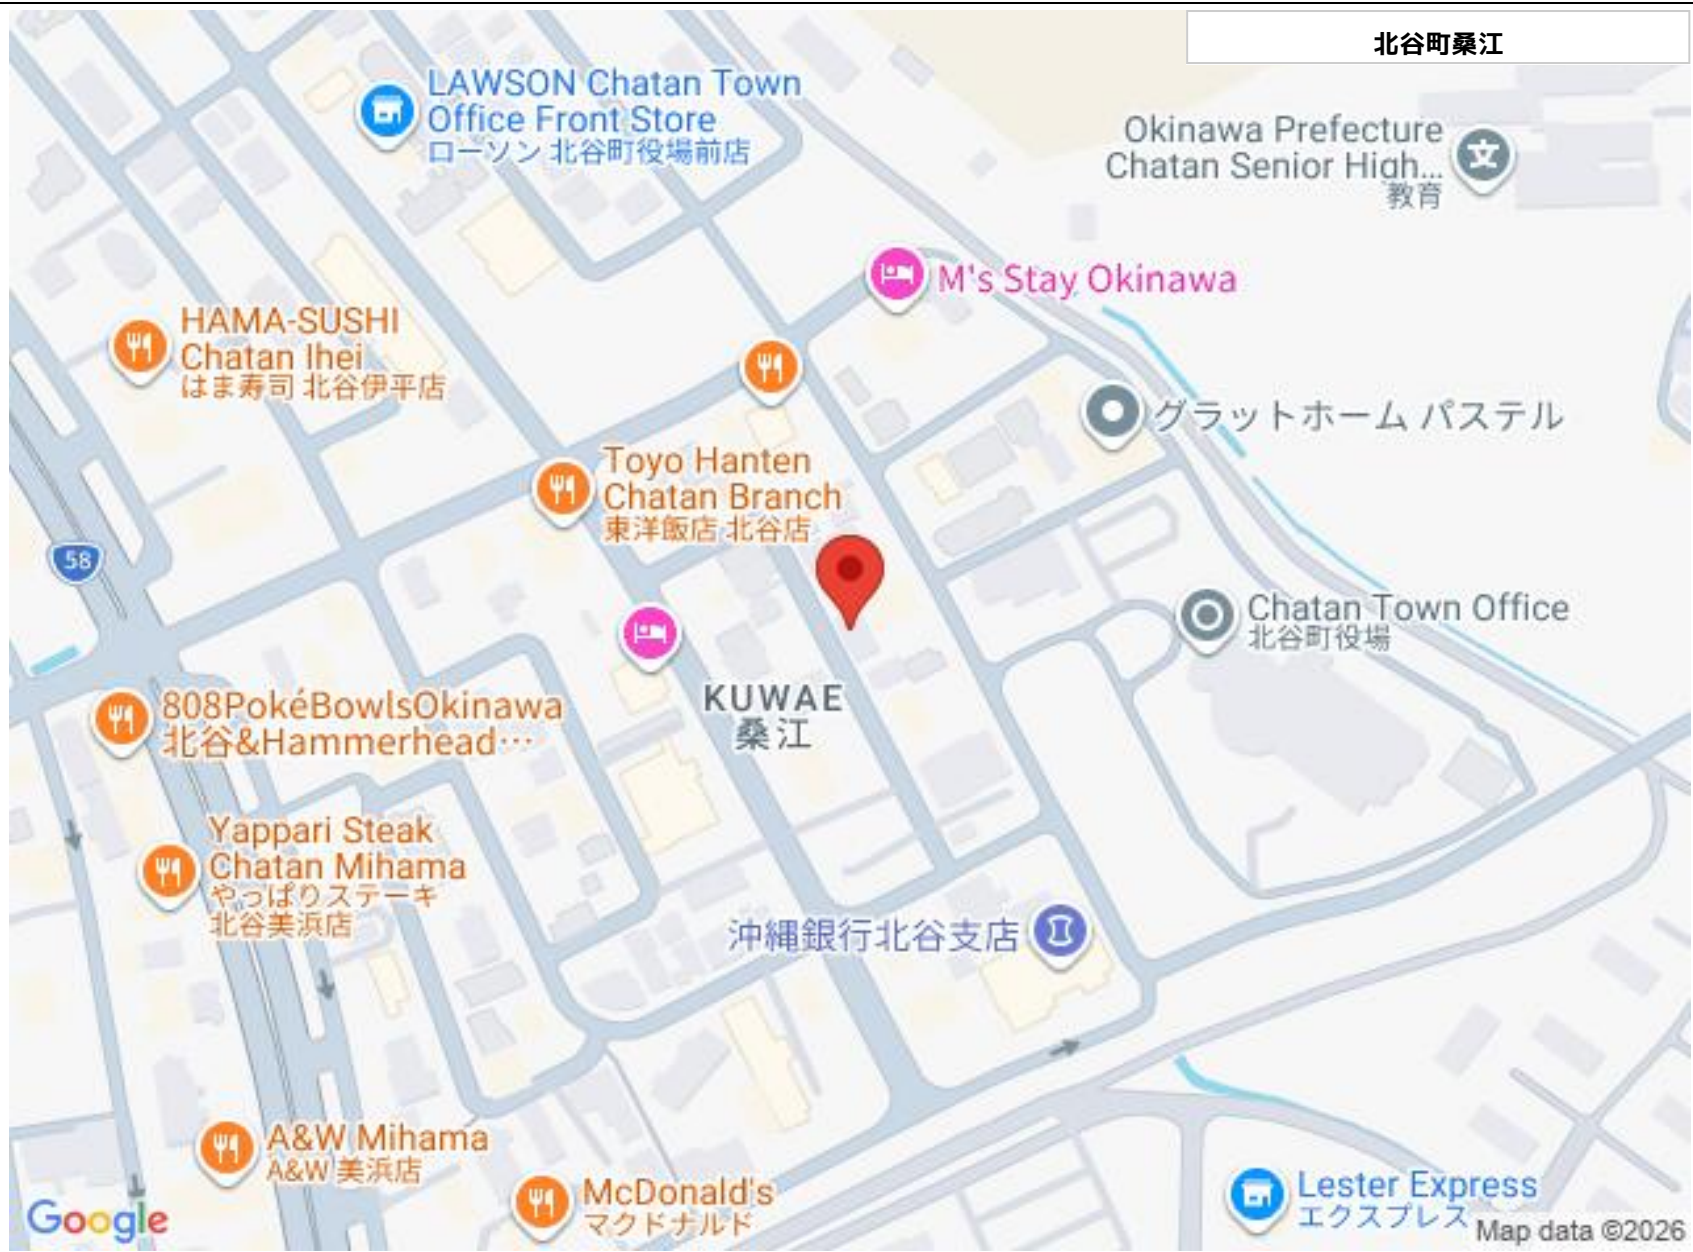 北谷町桑江
LAWSON Chatan Town
Office Front Store
ローソン 北谷町役場前店
Okinawa Prefecture
Chatan Senior High...
教育
文
M's Stay Okinawa
HAMA-SUSHI
Chatan Ihei
はま寿司 北谷伊平店
グラットホーム パステル
Toyo Hanten
Chatan Branch
東洋飯店 北谷店
58
Chatan Town Office
北谷町役場
KUWAE
桑江
808PokéBowlsOkinawa
北谷&Hammerhead…
Yappari Steak
Chatan Mihama
やっぱりステーキ
北谷美浜店
沖縄銀行北谷支店
A&W Mihama
A&W 美浜店
McDonald's
マクドナルド
Lester Express
エクスプレス
Google
Map data ©2026